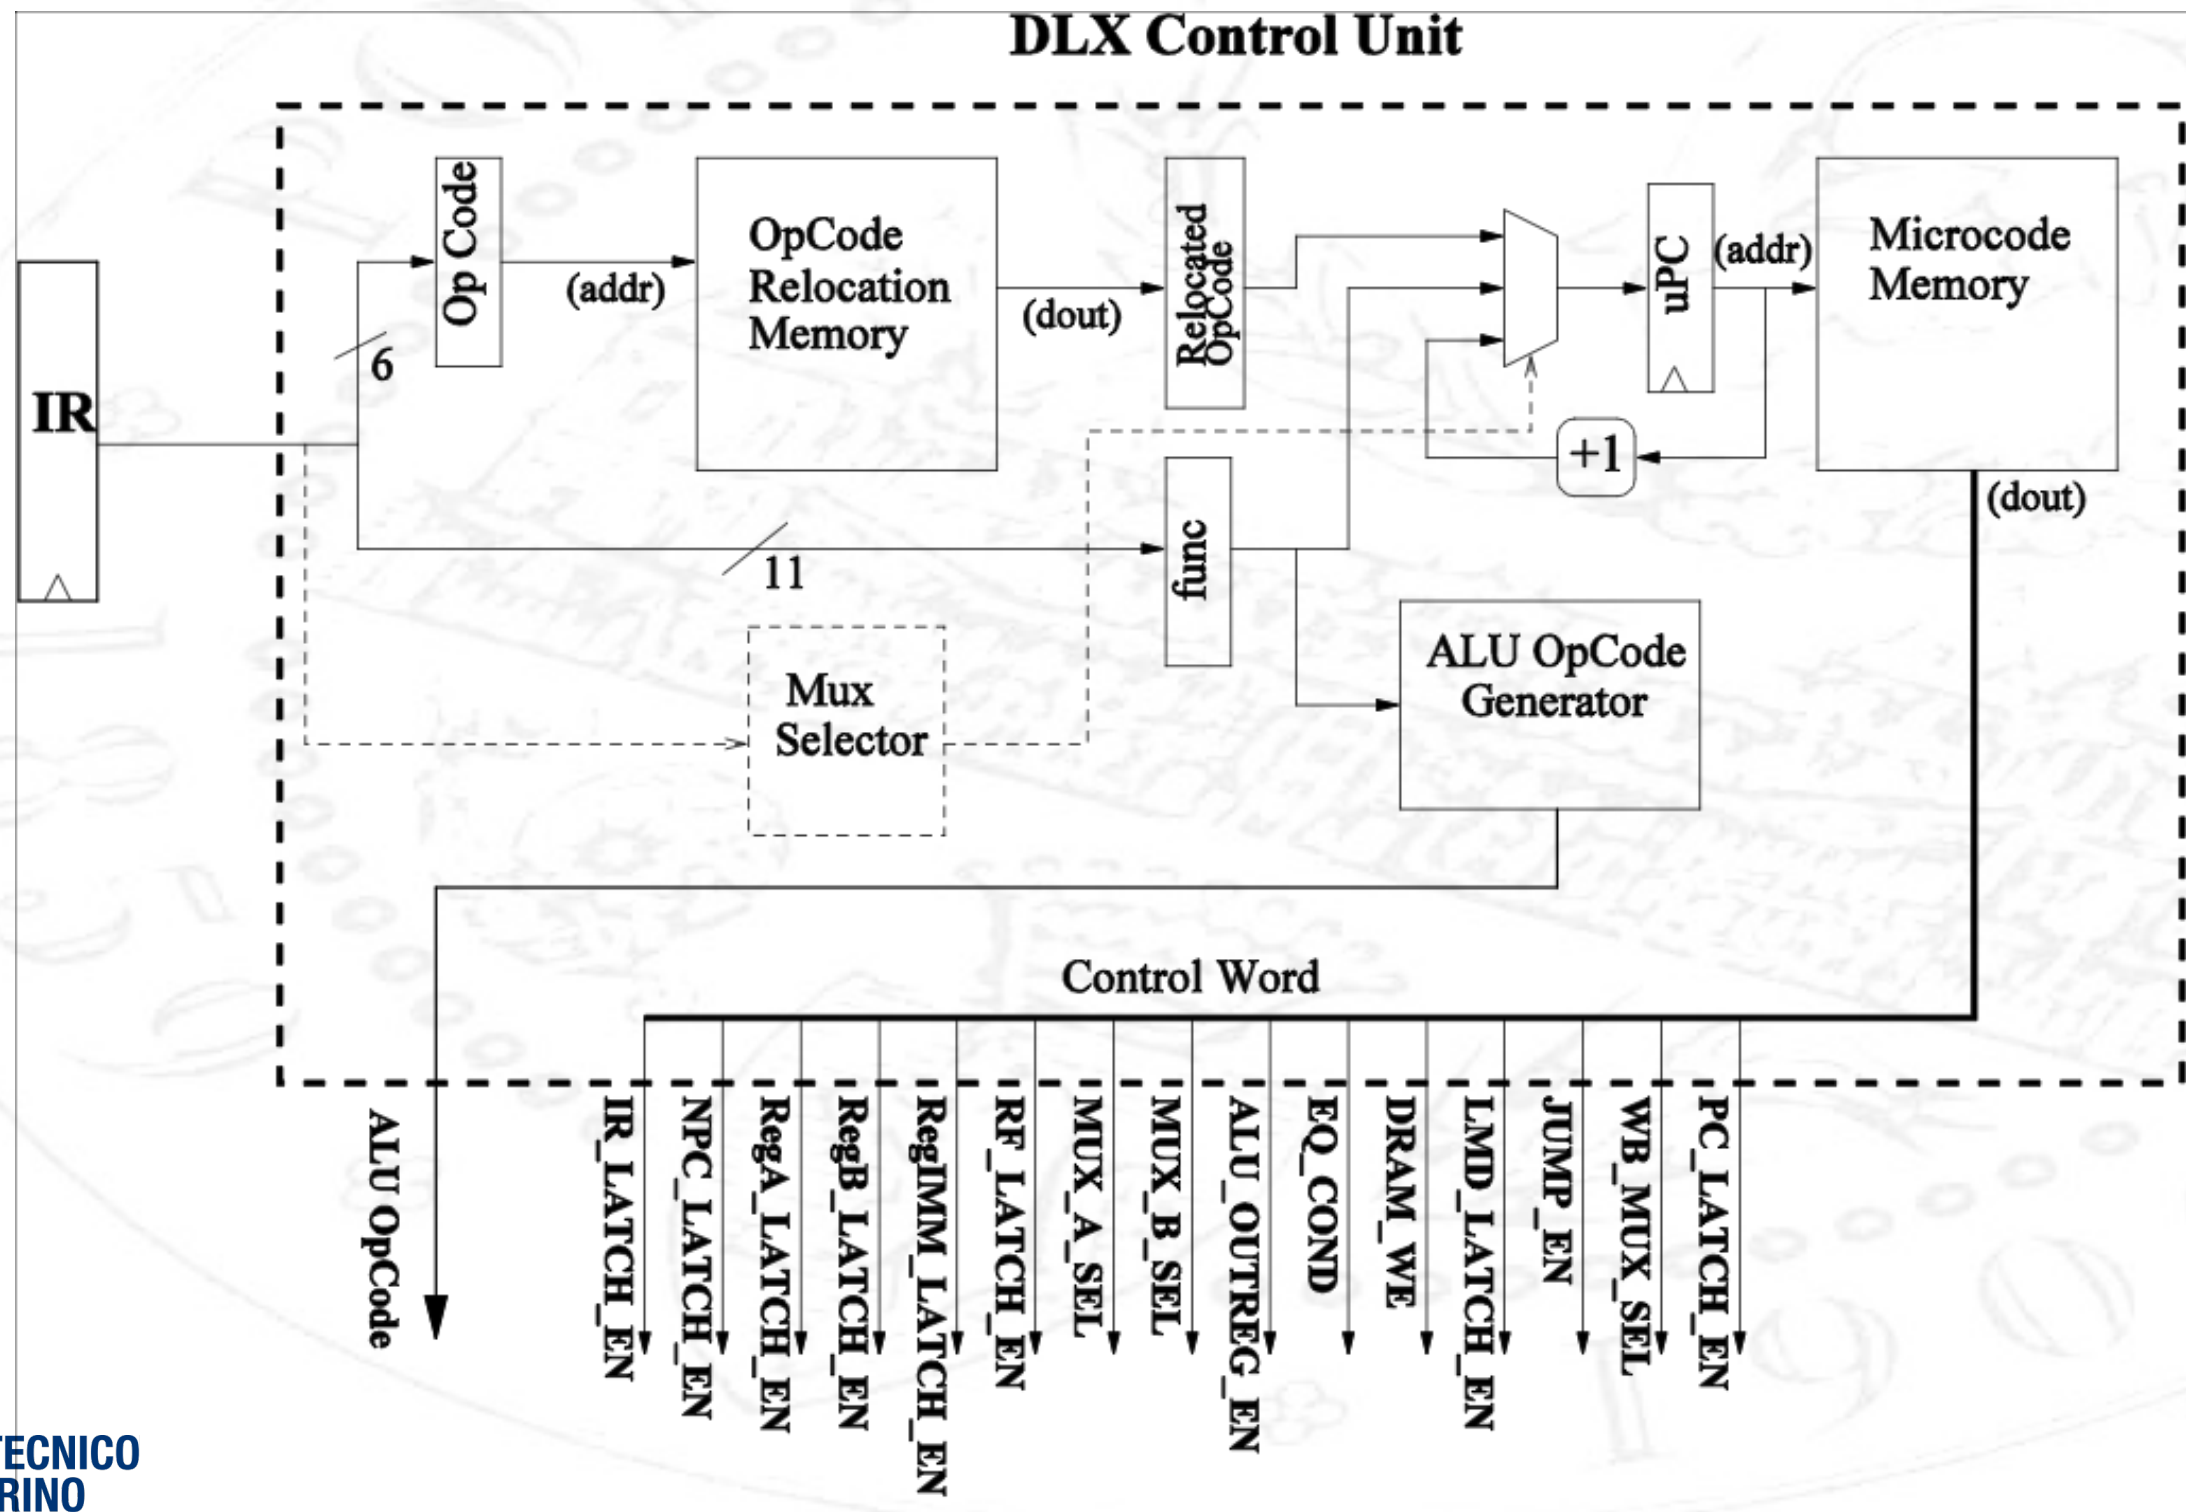 DLX Control Unit
IR
6
Op Code
(addr)
OpCode
Relocation
Memory
(dout)
Relocated
OpCode
uPC
(addr)
Microcode
Memory
+1
(dout)
11
func
Mux
Selector
ALU OpCode
Generator
Control Word
ALU OpCode
IR_LATCH_EN
NPC_LATCH_EN
RegA_LATCH_EN
RegB_LATCH_EN
RegIMM_LATCH_EN
RF_LATCH_EN
MUX_A_SEL
MUX_B_SEL
ALU_OUTREG_EN
EQ_COND
DRAM_WE
LMD_LATCH_EN
JUMP_EN
WB_MUX_SEL
PC_LATCH_EN
TECNICO
RINO